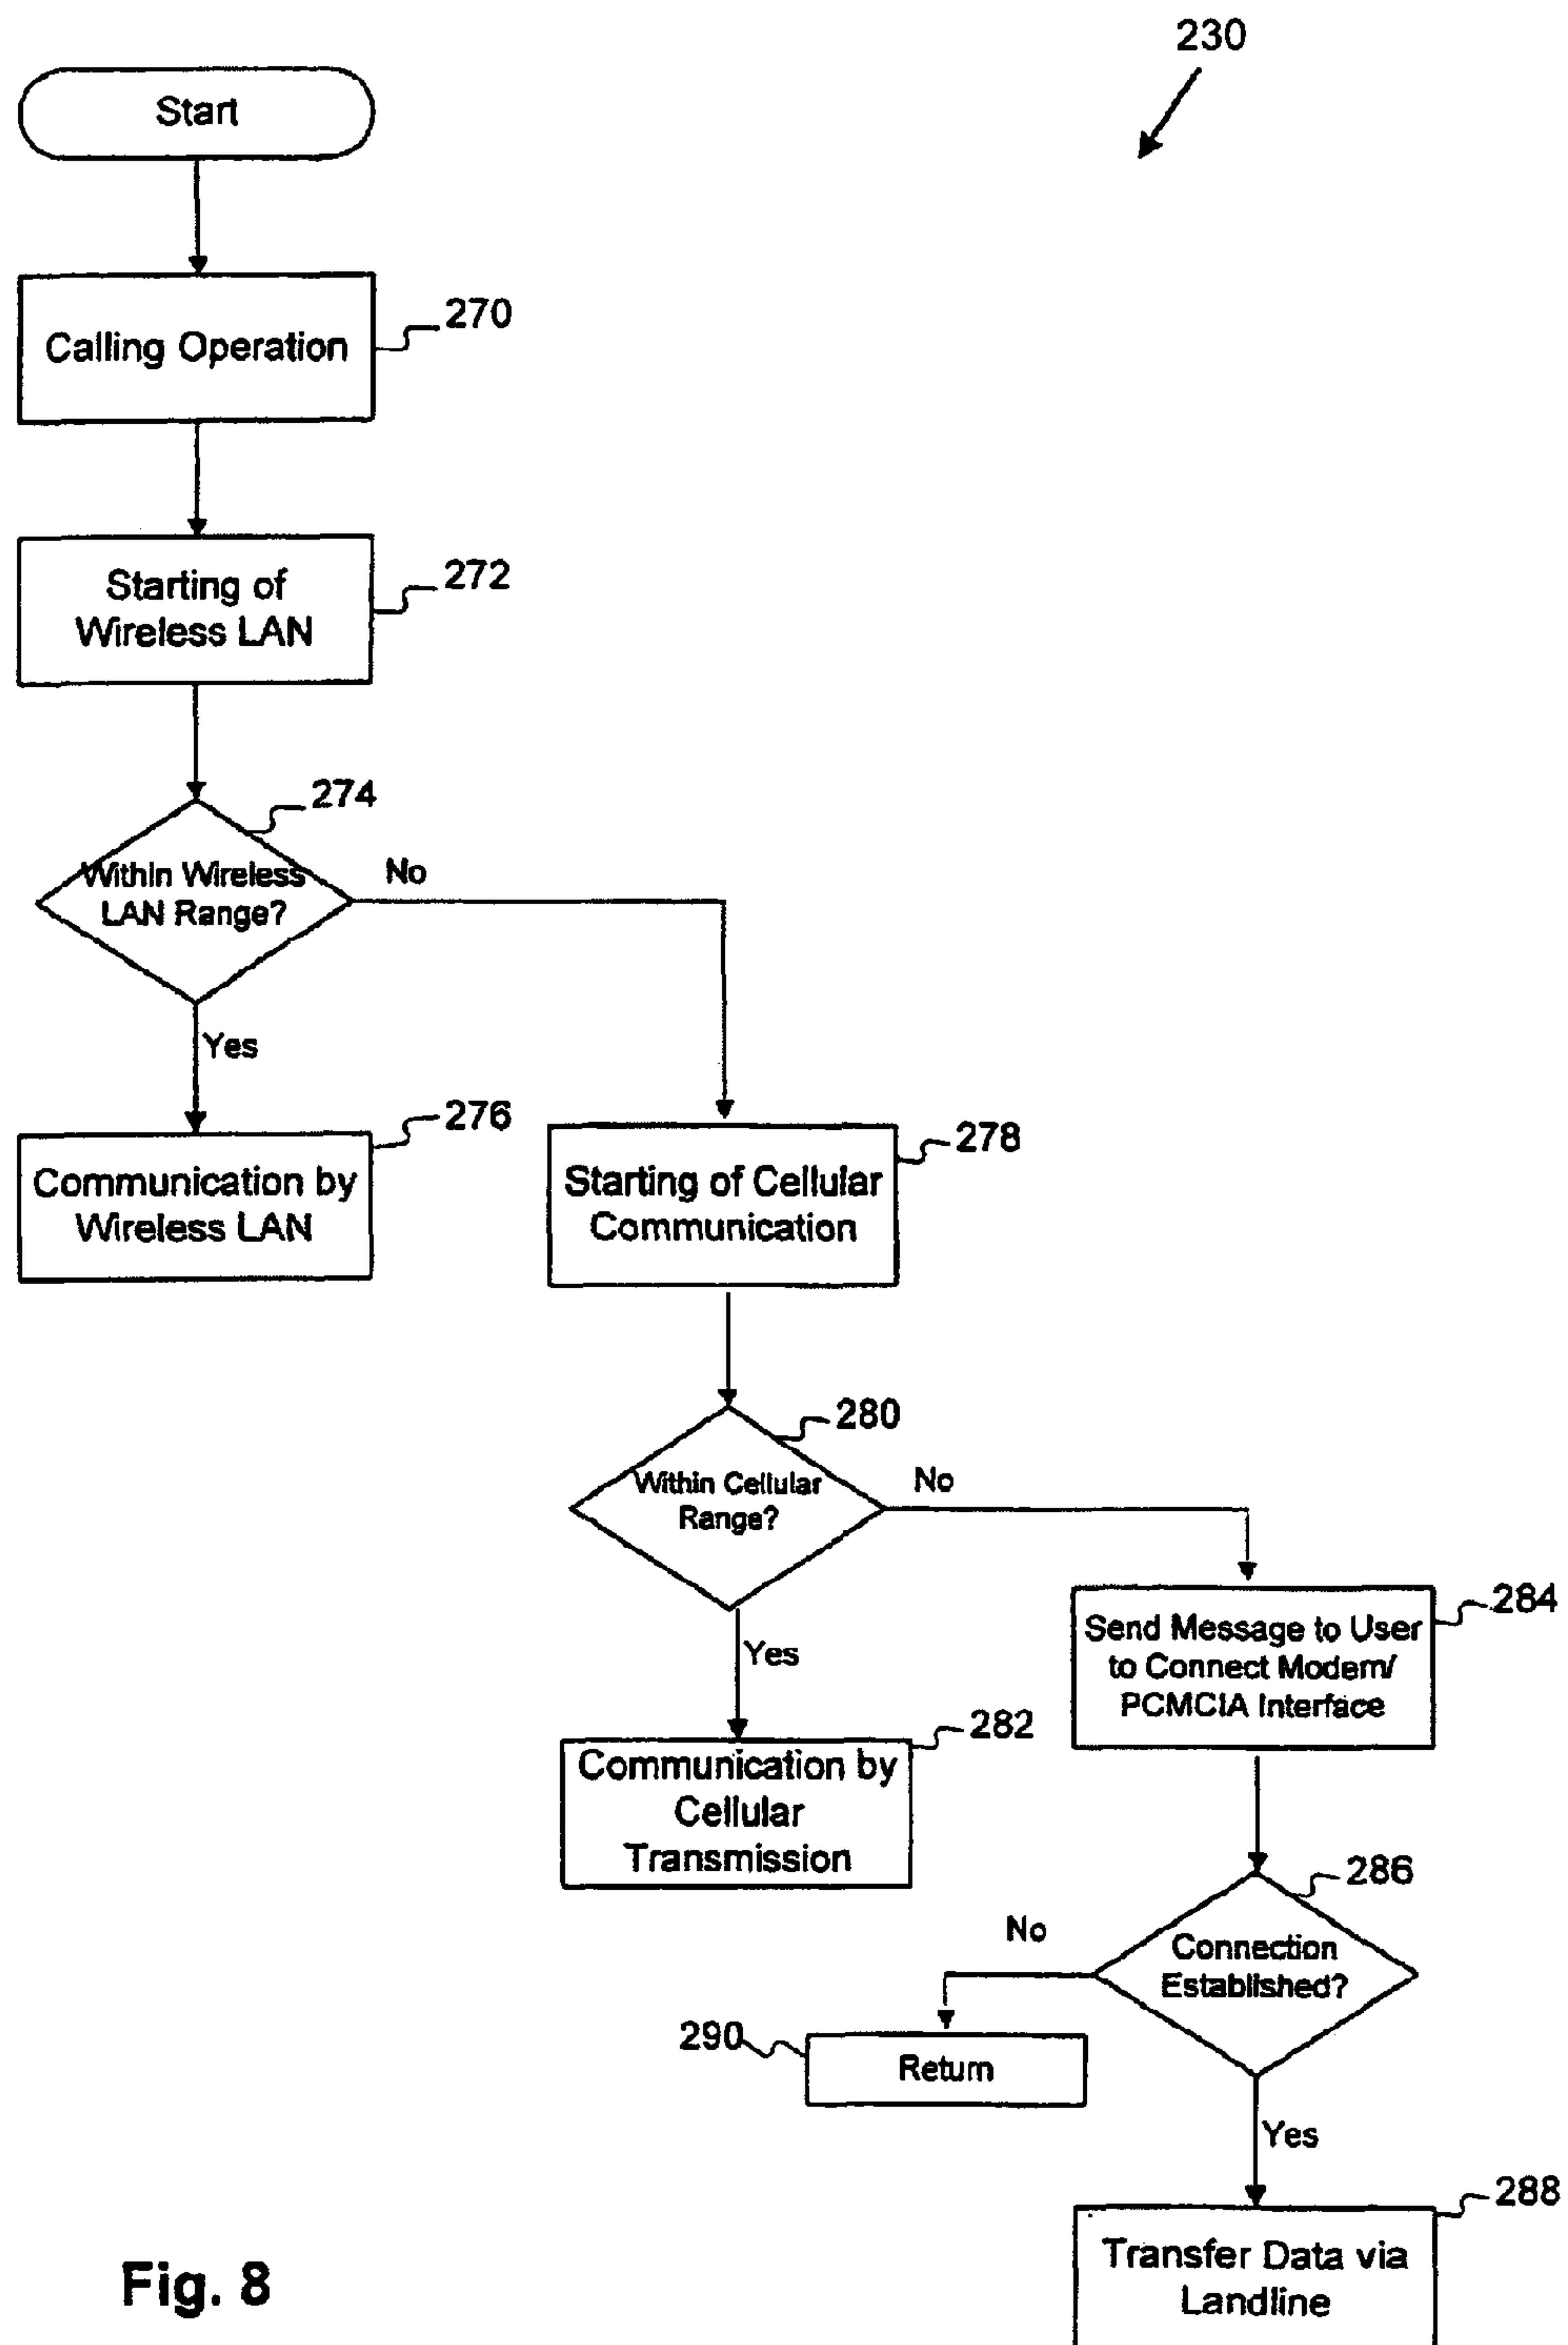 230
Start
Calling Operation
270
Starting of
Wireless LAN
272
274
Within Wireless
LAN Range?
No
Yes
Communication by
Wireless LAN
276
Starting of Cellular
Communication
278
280
Within Cellular
Range?
No
Yes
Communication by
Cellular
Transmission
282
Send Message to User
to Connect Modem/
PCMCIA Interface
284
286
Connection
Established?
No
290
Return
Yes
Transfer Data via
Landline
288
Fig. 8